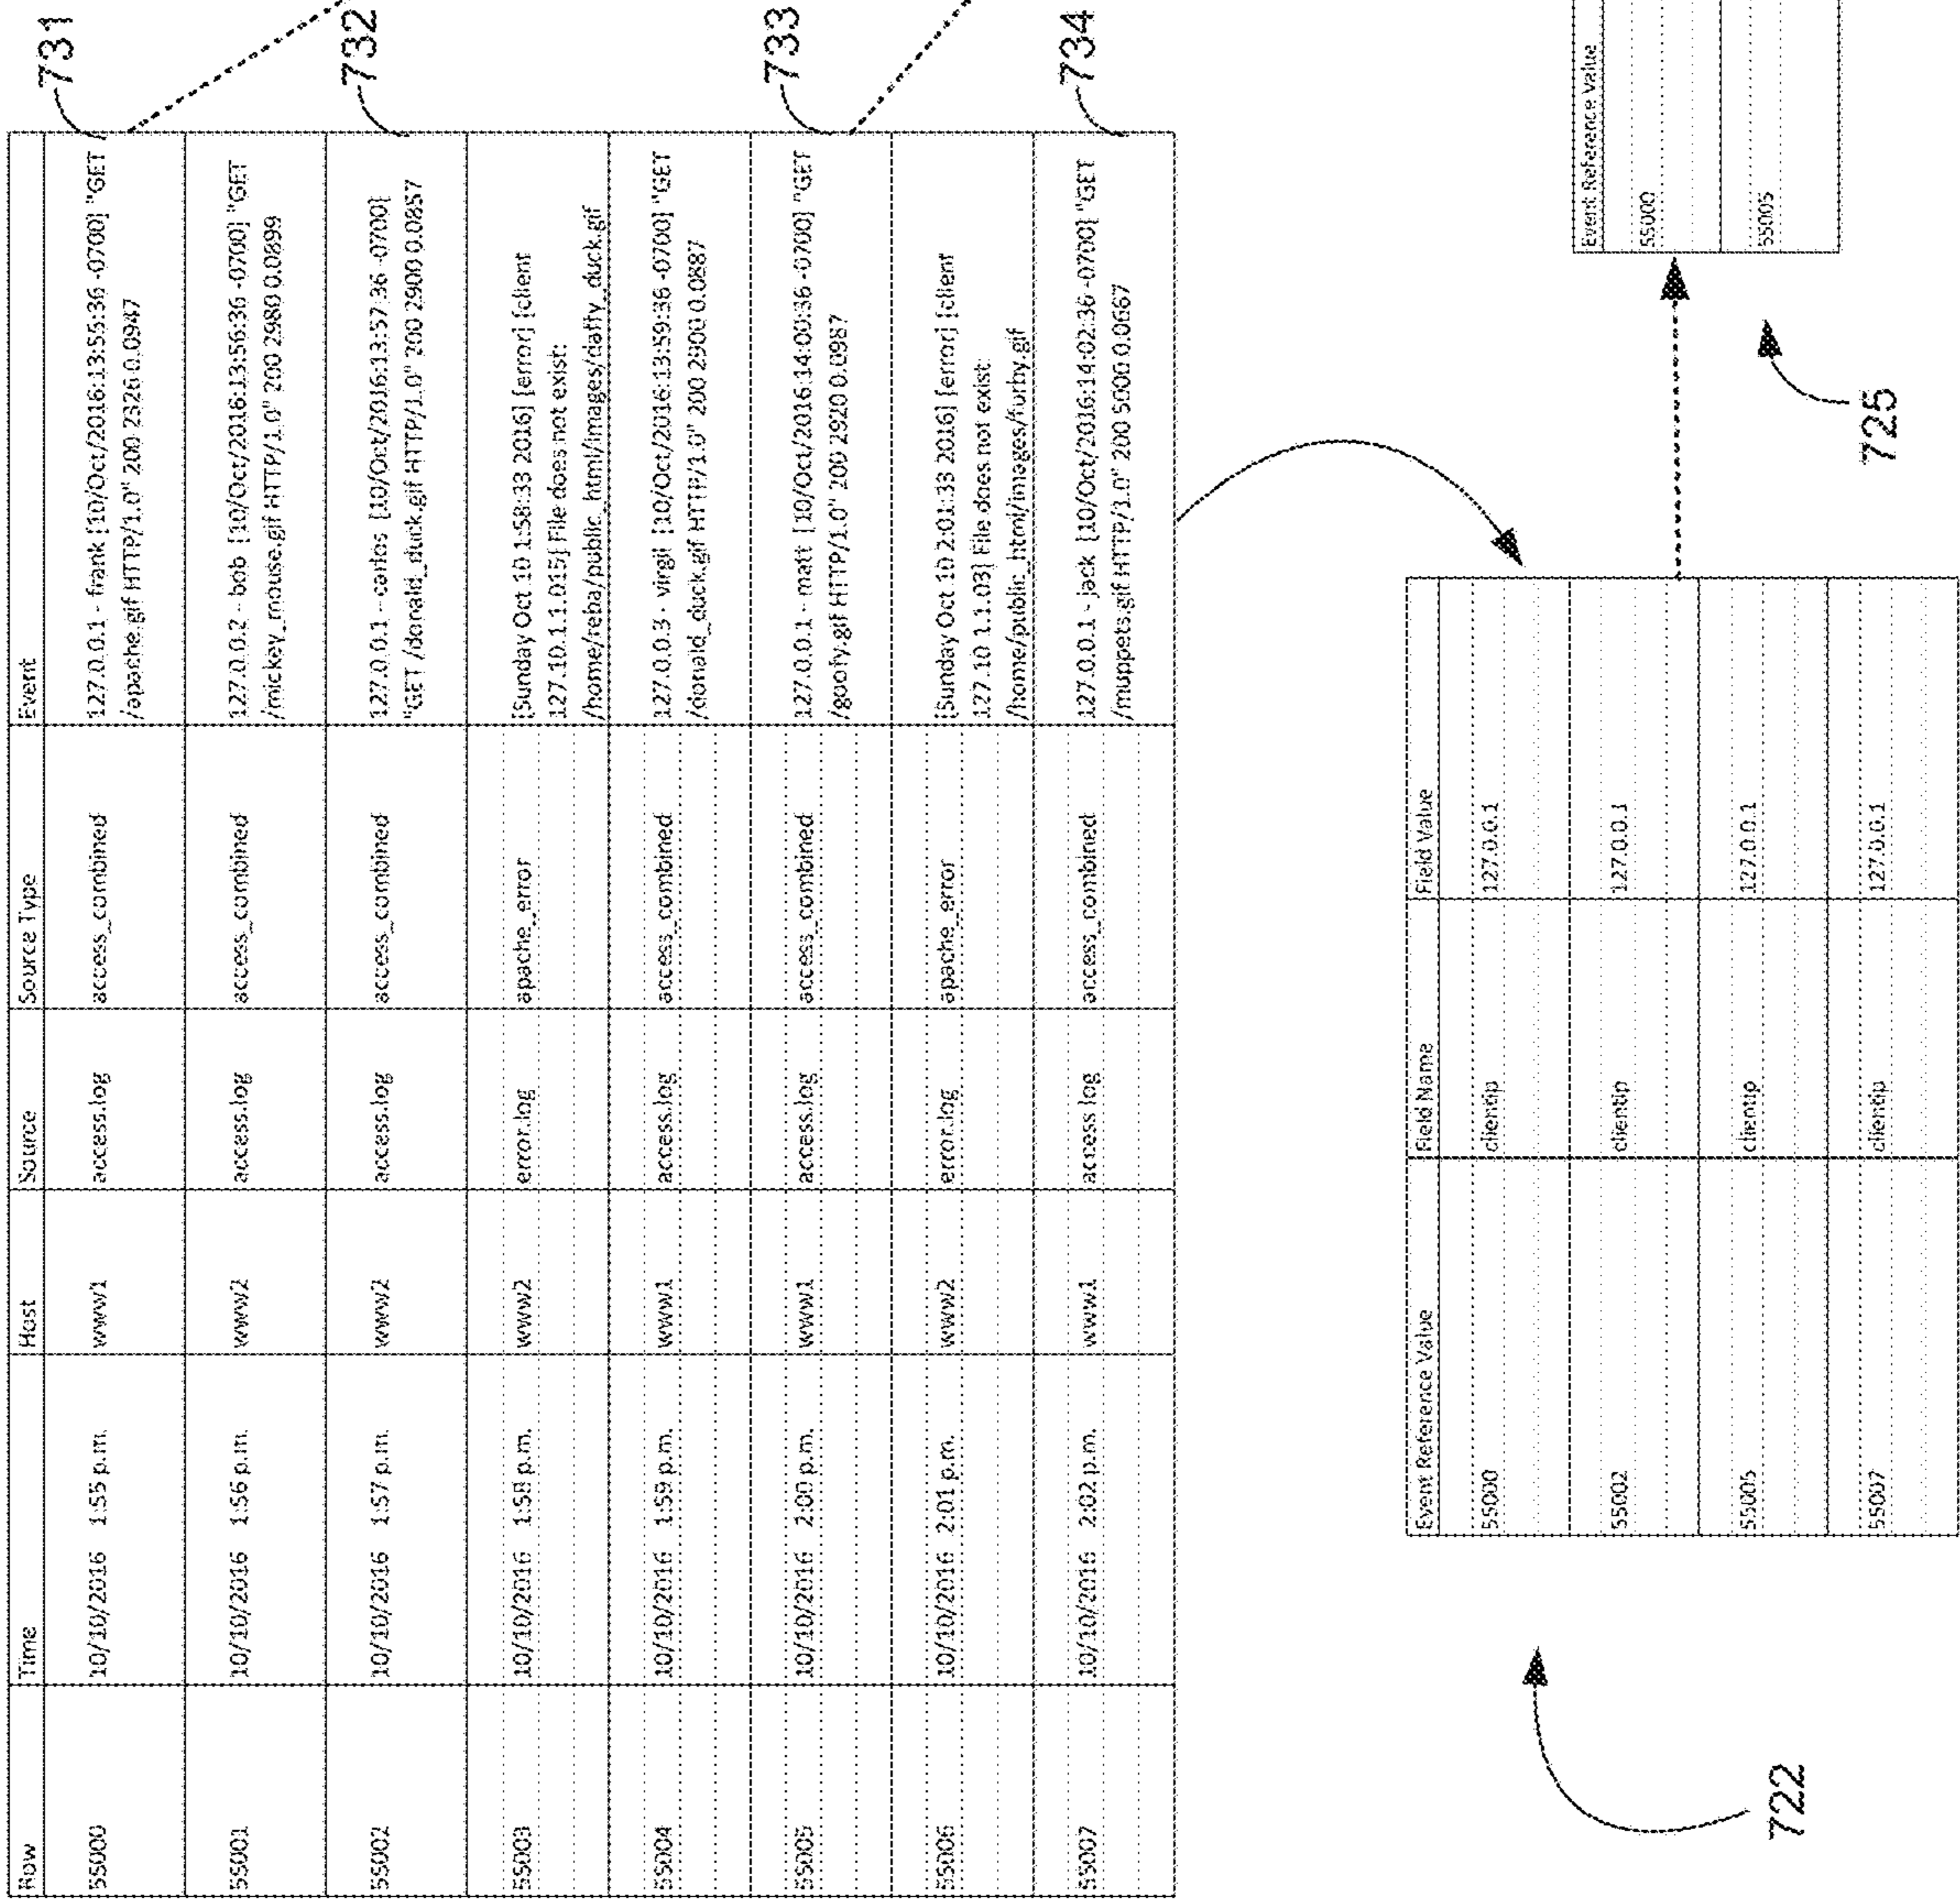 Row Time Host Source Source Type Event
55000 10/10/2016 1:55 p.m. www1 access.log access_combined 127.0.0.1 - frank [10/Oct/2016:13:55:36 -0700] "GET
/apache.gif HTTP/1.0" 200 2326 0.0947
731
55001 10/10/2016 1:56 p.m. www2 access.log access_combined 127.0.0.2 - bob [10/Oct/2016:13:56:36 -0700] "GET
/mickey_mouse.gif HTTP/1.0" 200 2980 0.0899
732
55002 10/10/2016 1:57 p.m. www2 access.log access_combined 127.0.0.1 - carlos [10/Oct/2016:13:57:36 -0700]
"GET /donald_duck.gif HTTP/1.0" 200 2900 0.0857
55003 10/10/2016 1:58 p.m. www2 error.log apache_error [Sunday Oct 10 1:58:33 2016] [error] [client
127.10.1.1.015] File does not exist:
/home/reba/public_html/images/daffy_duck.gif
55004 10/10/2016 1:59 p.m. www1 access.log access_combined 127.0.0.3 - virgil [10/Oct/2016:13:59:36 -0700] "GET
/donald_duck.gif HTTP/1.0" 200 2900 0.0887
733
55005 10/10/2016 2:00 p.m. www1 access.log access_combined 127.0.0.1 - matt [10/Oct/2016:14:00:36 -0700] "GET
/goofy.gif HTTP/1.0" 200 2920 0.0987
55006 10/10/2016 2:01 p.m. www2 error.log apache_error [Sunday Oct 10 2:01:33 2016] [error] [client
127.10.1.1.03] File does not exist:
/home/public_html/images/furby.gif
734
55007 10/10/2016 2:02 p.m. www1 access.log access_combined 127.0.0.1 - jack [10/Oct/2016:14:02:36 -0700] "GET
/muppets.gif HTTP/1.0" 200 5000 0.0667
722
Event Reference Value Field Name Field Value
55000 clientip 127.0.0.1
55002 clientip 127.0.0.1
55005 clientip 127.0.0.1
55007 clientip 127.0.0.1
725
Event Reference Value
55000
55005